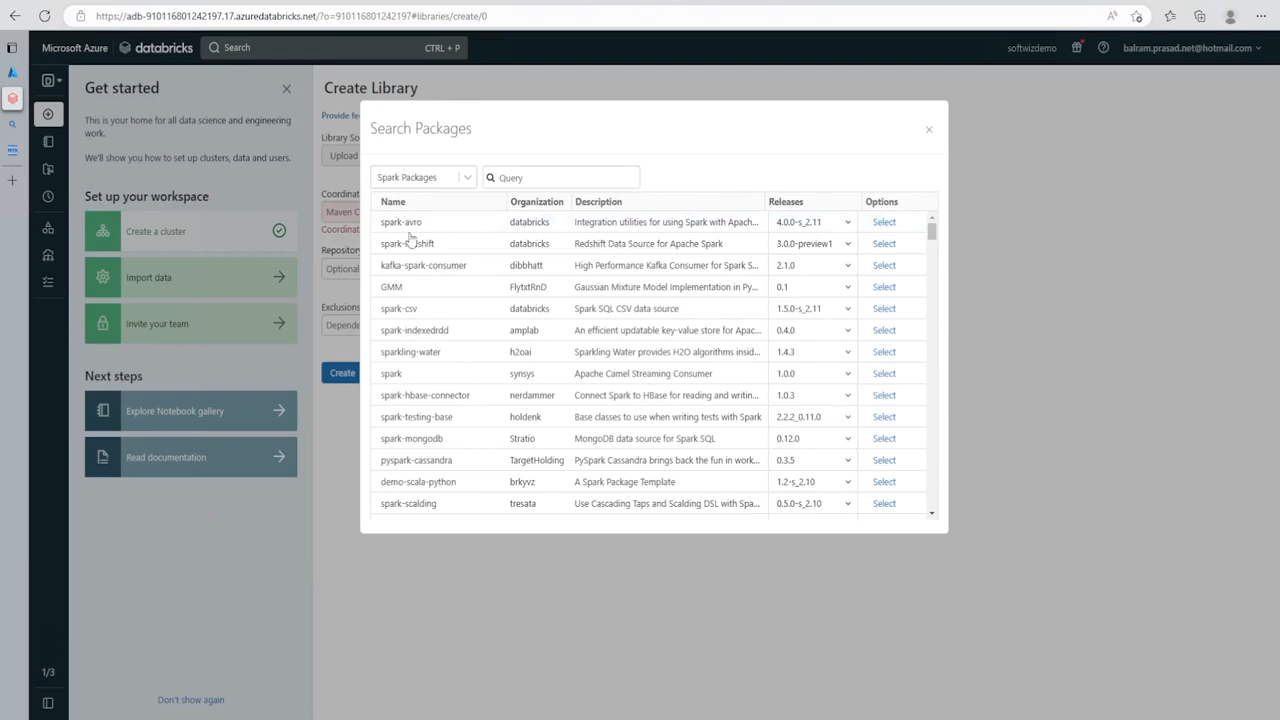 https://adb-910116801242197.17.azuredatabricks.net/?o=910116801242197#libraries/create/0
Microsoft Azure databricks Search CTRL + P softwizdemo balram.prasad.net@hotmail.com
Get started
This is your home for all data science and engineering
work.
We'll show you how to set up clusters, data and users.
Set up your workspace
Create a cluster
Import data
Invite your team
Next steps
Explore Notebook gallery
Read documentation
Don't show again
1/3
D
Create Library
Provide fe
Library So
Upload
Coordinat
Maven C
Coordinat
Repository
Optional
Exclusions
Depende
Create
Search Packages
Spark Packages Query
Name Organization Description Releases Options
spark-avro databricks Integration utilities for using Spark with Apach... 4.0.0-s_2.11 Select
spark-redshift databricks Redshift Data Source for Apache Spark 3.0.0-preview1 Select
kafka-spark-consumer dibbhatt High Performance Kafka Consumer for Spark S... 2.1.0 Select
GMM FlytxtRnD Gaussian Mixture Model Implementation in Py... 0.1 Select
spark-csv databricks Spark SQL CSV data source 1.5.0-s_2.11 Select
spark-indexedrdd amplab An efficient updatable key-value store for Apac... 0.4.0 Select
sparkling-water h2oai Sparkling Water provides H2O algorithms insid... 1.4.3 Select
spark synsys Apache Camel Streaming Consumer 1.0.0 Select
spark-hbase-connector nerdammer Connect Spark to HBase for reading and writin... 1.0.3 Select
spark-testing-base holdenk Base classes to use when writing tests with Spark 2.2.2_0.11.0 Select
spark-mongodb Stratio MongoDB data source for Spark SQL 0.12.0 Select
pyspark-cassandra TargetHolding PySpark Cassandra brings back the fun in work... 0.3.5 Select
demo-scala-python brkyvz A Spark Package Template 1.2-s_2.10 Select
spark-scalding tresata Use Cascading Taps and Scalding DSL with Spa... 0.5.0-s_2.10 Select